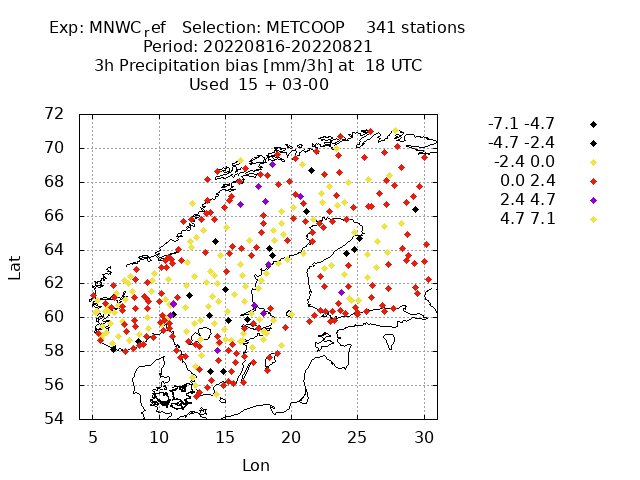 Exp: MNWC_ref   Selection: METCOOP    341 stations
Period: 20220816-20220821
3h Precipitation bias [mm/3h] at  18 UTC
Used  15 + 03-00
-7.1 -4.7
-4.7 -2.4
-2.4 0.0
0.0 2.4
2.4 4.7
4.7 7.1
72
70
68
66
64
62
60
58
56
54
Lat
5 10 15 20 25 30
Lon